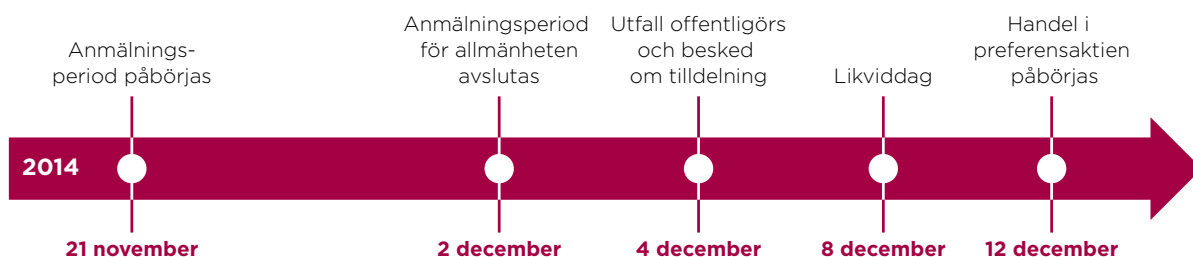 Anmälnings-
period påbörjas
Anmälningsperiod
för allmänheten
avslutas
Utfall offentligörs
och besked
om tilldelning
Likviddag
Handel i
preferensaktien
påbörjas
2014
21 november
2 december
4 december
8 december
12 december